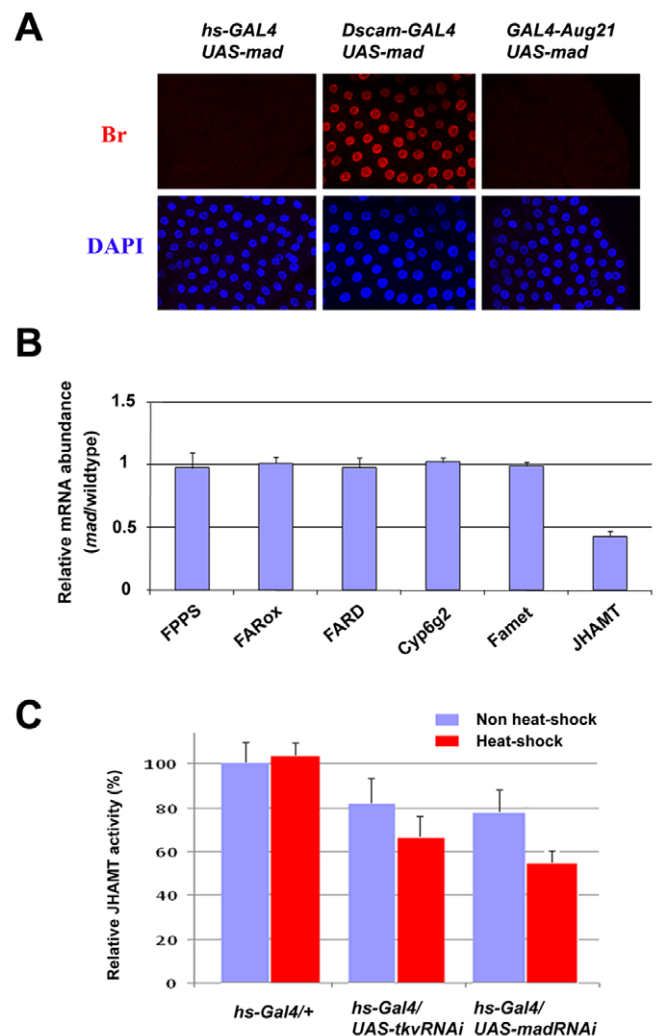 A
hs-GAL4 Dscam-GAL4 GAL4-Aug21
UAS-mad UAS-mad UAS-mad
Br
DAPI
B
Relative mRNA abundance
(mad/wildtype)
1.5
1
0.5
0
FPPS FARox FARD Cyp6g2 Famet JHAMT
C
Non heat-shock
Heat-shock
Relative JHAMT activity (%)
100
80
60
40
20
0
hs-Gal4/+ hs-Gal4/ hs-Gal4/
UAS-tkvRNAi UAS-madRNAi